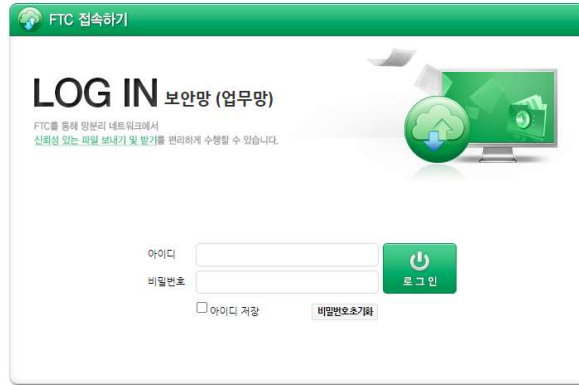 FTC 접속하기
LOG IN 보안망 (업무망)
FTC를 통해 망분리 네트워크에서
신뢰성 있는 파일 보내기 및 받기를 편리하게 수행할 수 있습니다.
아이디
비밀번호
로그인
아이디 저장 비밀번호초기화